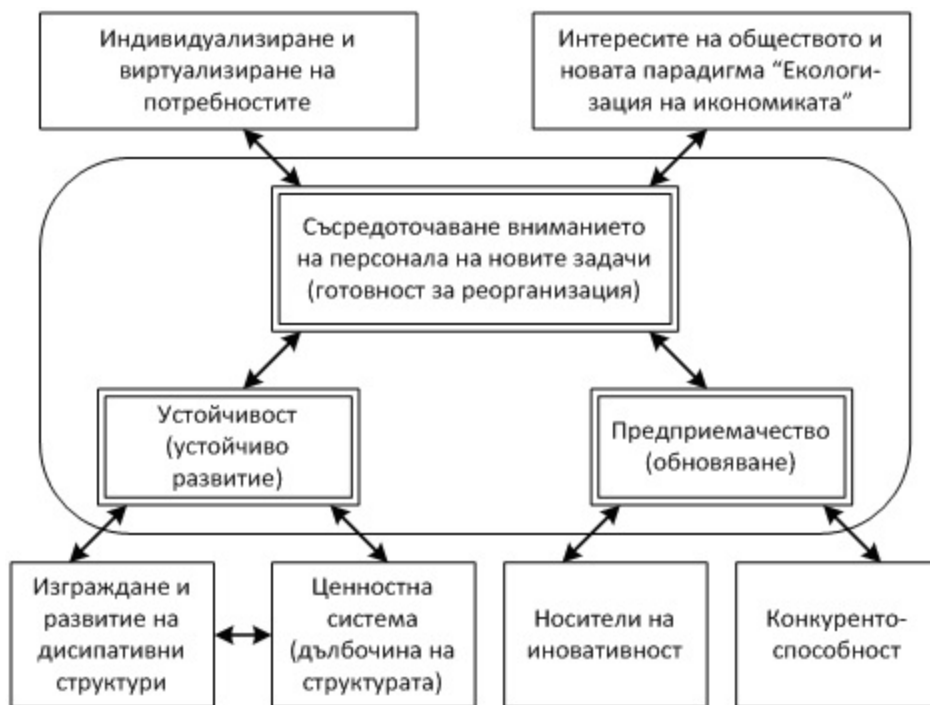 Индивидуализиране и
виртуализиране на
потребностите
Интересите на обществото и
новата парадигма “Екологи-
зация на икономиката”
Съсредоточаване вниманието
на персонала на новите задачи
(готовност за реорганизация)
Устойчивост
(устойчиво
развитие)
Предприемачество
(обновяване)
Изграждане и
развитие на
дисипативни
структури
Ценностна
система
(дълбочина на
структурата)
Носители на
иновативност
Конкуренто-
способност